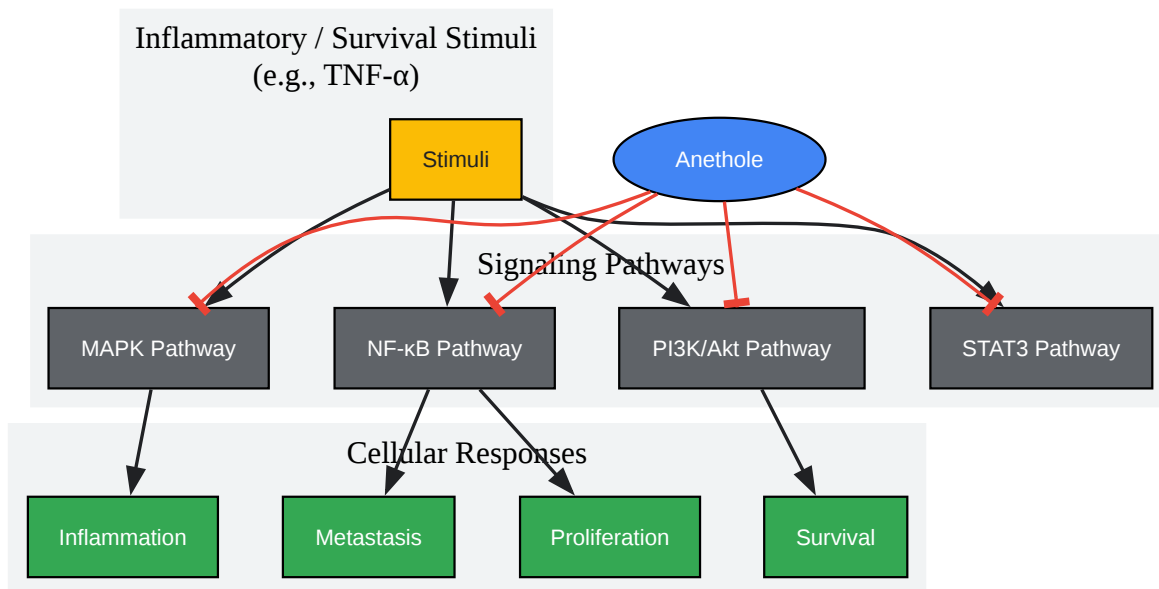 Inflammatory / Survival Stimuli
(e.g., TNF-α)
Stimuli
Anethole
Signaling Pathways
MAPK Pathway
NF-κB Pathway
PI3K/Akt Pathway
STAT3 Pathway
Cellular Responses
Inflammation
Metastasis
Proliferation
Survival